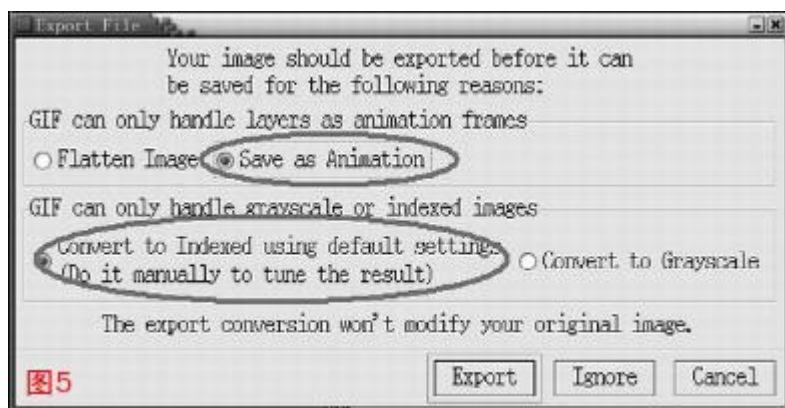 Export File
Your image should be exported before it can
be saved for the following reasons:
GIF can only handle layers as animation frames
Flatten Image Save as Animation
GIF can only handle grayscale or indexed images
Convert to Indexed using default settings
(Do it manually to tune the result)
Convert to Grayscale
The export conversion won't modify your original image.
图5
Export Ignore Cancel